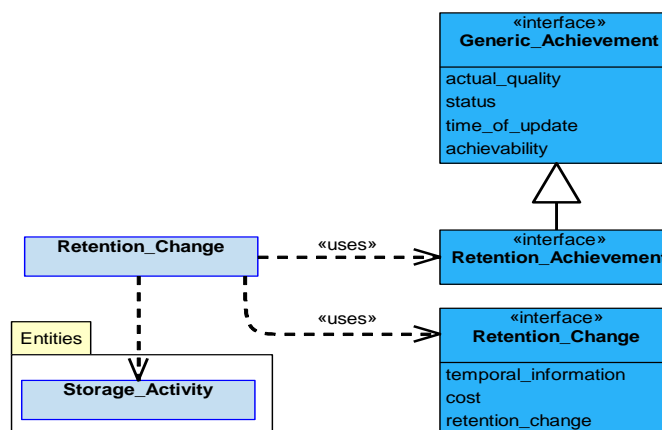 «interface»
Generic_Achievement
actual_quality
status
time_of_update
achievability
Retention_Change
«uses»
«interface»
Retention_Achievement
«uses»
«interface»
Retention_Change
temporal_information
cost
retention_change
Entities
Storage_Activity